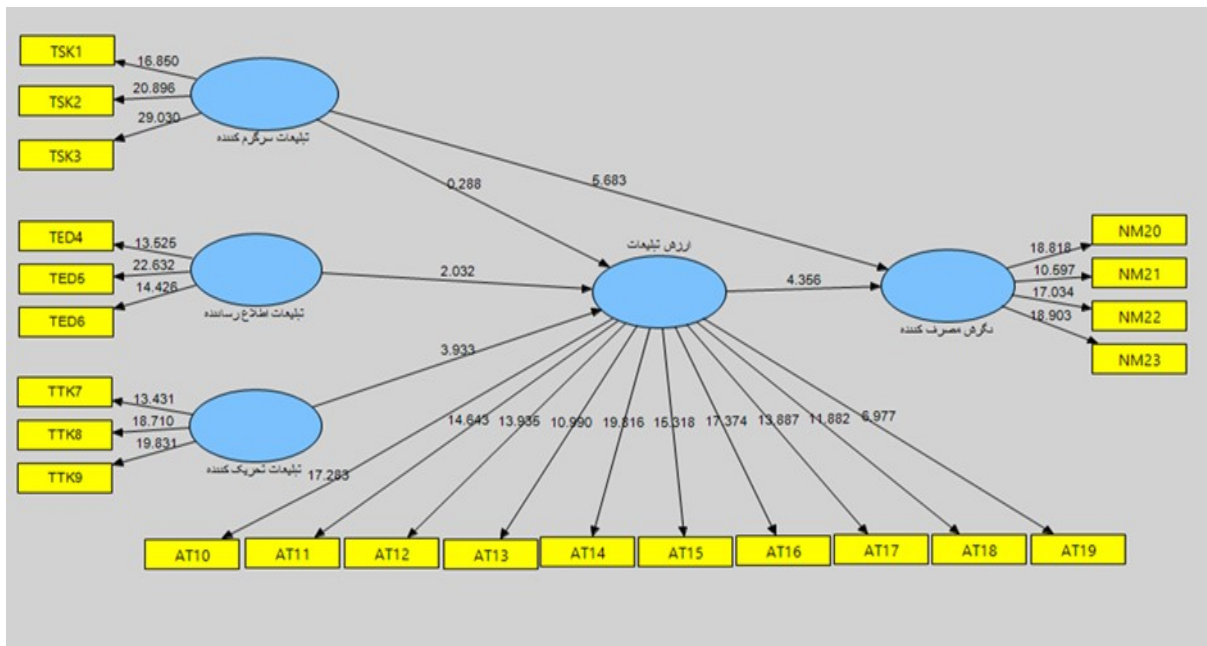 TSK1
16.850
TSK2
20.896
TSK3
29.030
تبلیغات سرگرم کننده
5.683
0.288
TED4
13.525
TED5
22.632
TED6
14.426
تبلیغات اطلاع رساننده
2.032
ارزش تبلیغات
4.356
نگرش مصرف کننده
NM20
18.818
NM21
10.597
NM22
17.034
NM23
18.903
3.933
TTK7
13.431
TTK8
18.710
TTK9
19.831
تبلیغات تحریک کننده
17.283
14.643
13.935
10.990
19.816
15.318
17.374
13.887
11.882
6.977
AT10
AT11
AT12
AT13
AT14
AT15
AT16
AT17
AT18
AT19